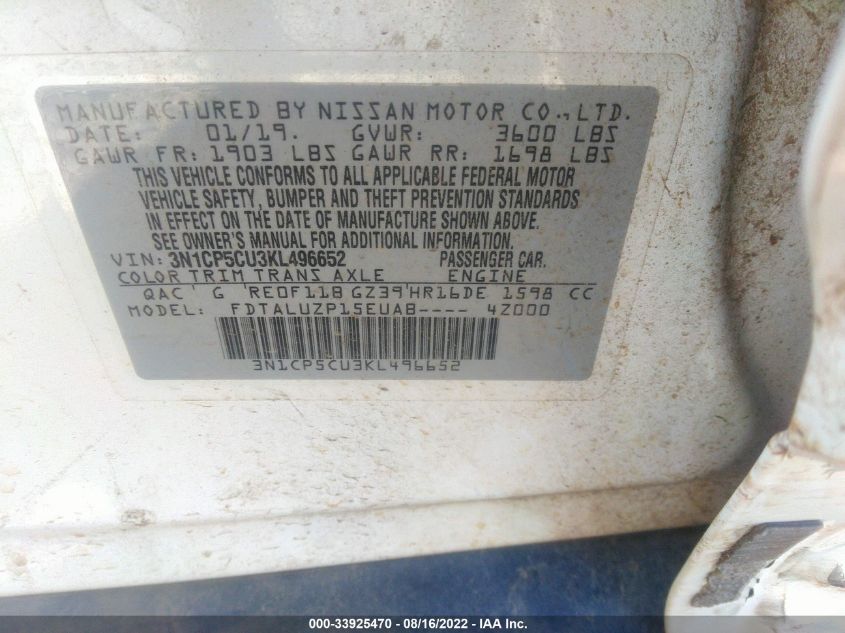 MANUFACTURED BY NISSAN MOTOR CO., LTD.
DATE: 01/19. GVWR: 3600 LBS
GAWR FR: 1903 LBS GAWR RR: 1698 LBS
THIS VEHICLE CONFORMS TO ALL APPLICABLE FEDERAL MOTOR
VEHICLE SAFETY, BUMPER AND THEFT PREVENTION STANDARDS
IN EFFECT ON THE DATE OF MANUFACTURE SHOWN ABOVE.
SEE OWNER'S MANUAL FOR ADDITIONAL INFORMATION.
VIN: 3N1CP5CU3KL496652 PASSENGER CAR.
COLOR TRIM TRANS AXLE ENGINE
QAC G RE0F11B GZ39 HR16DE 1598 CC
MODEL: FDTALUZP15EUAB---- 4Z000
3N1CP5CU3KL496652
000-33925470 - 08/16/2022 - IAA Inc.